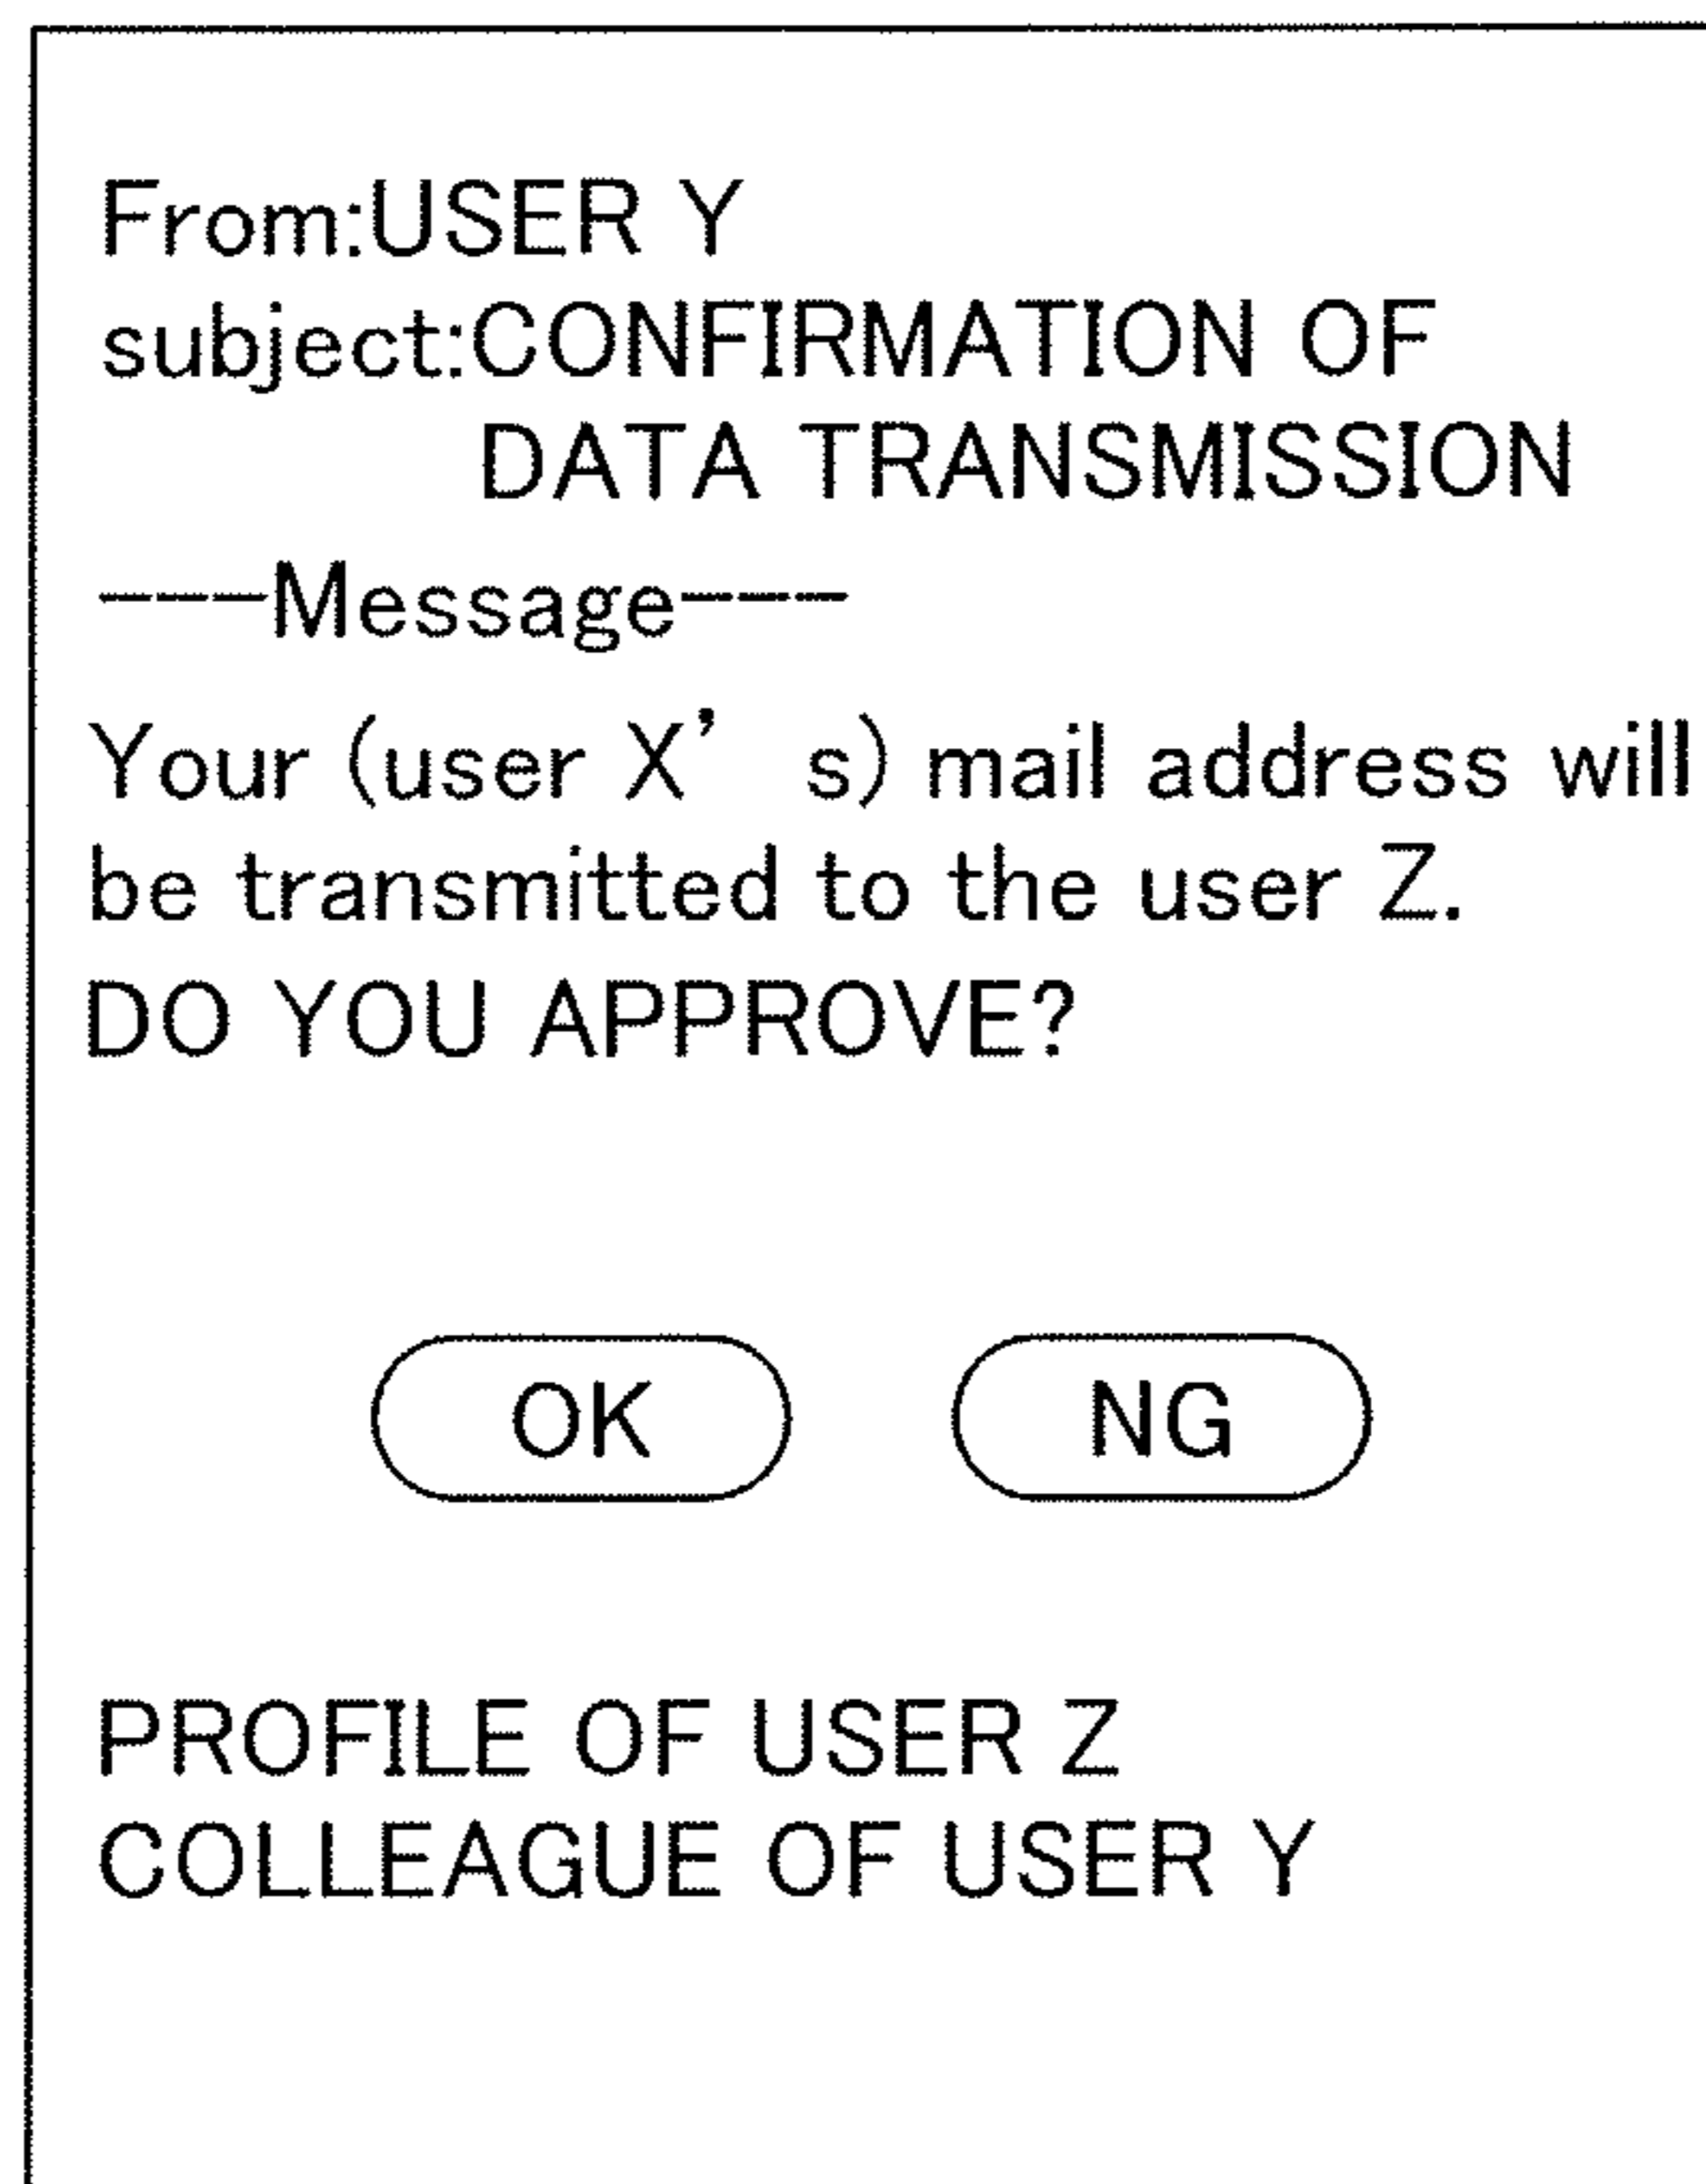 From:USER Y
subject:CONFIRMATION OF
DATA TRANSMISSION
---Message---
Your (user X’ s) mail address will
be transmitted to the user Z.
DO YOU APPROVE?
OK NG
PROFILE OF USER Z
COLLEAGUE OF USER Y